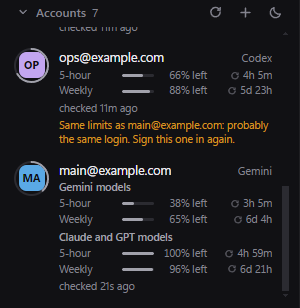 Accounts 7
checked 11m ago
OP
ops@example.com Codex
5-hour 66% left 4h 5m
Weekly 88% left 5d 23h
checked 11m ago
Same limits as main@example.com: probably
the same login. Sign this one in again.
MA
main@example.com Gemini
Gemini models
5-hour 38% left 3h 5m
Weekly 65% left 6d 4h
Claude and GPT models
5-hour 100% left 4h 59m
Weekly 96% left 6d 21h
checked 21s ago